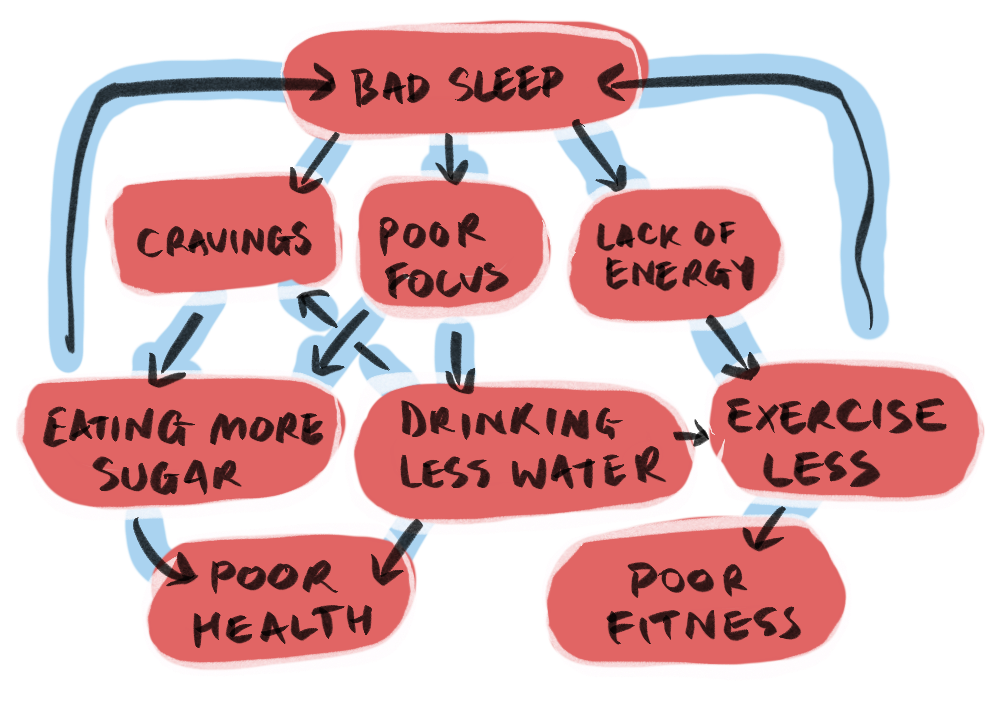 BAD SLEEP
CRAVINGS
POOR
FOCUS
LACK OF
ENERGY
EATING MORE
SUGAR
DRINKING
LESS WATER
EXERCISE
LESS
POOR
HEALTH
POOR
FITNESS